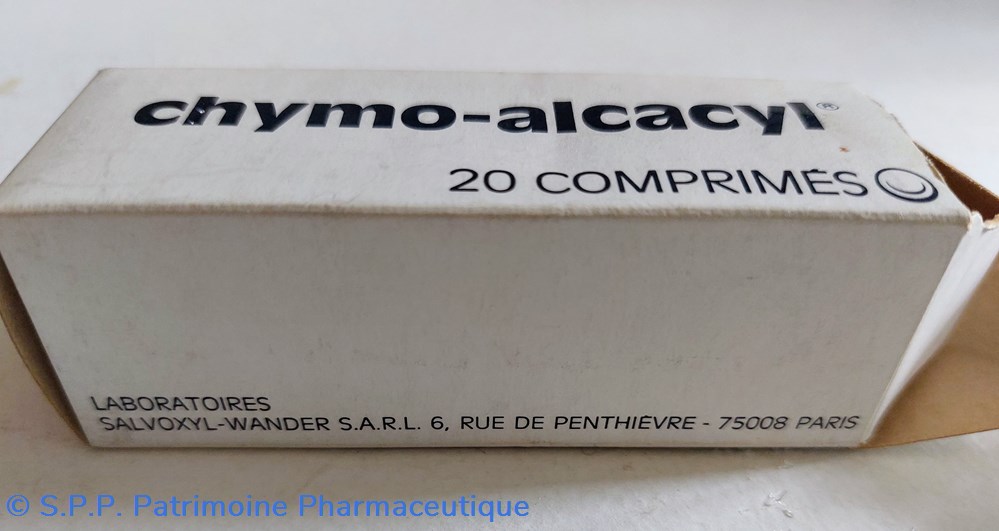 chymo-alcacyl®
20 COMPRIMÉS
LABORATOIRES
SALVOXYL-WANDER S.A.R.L. 6, RUE DE PENTHIÈVRE - 75008 PARIS
© S.P.P. Patrimoine Pharmaceutique